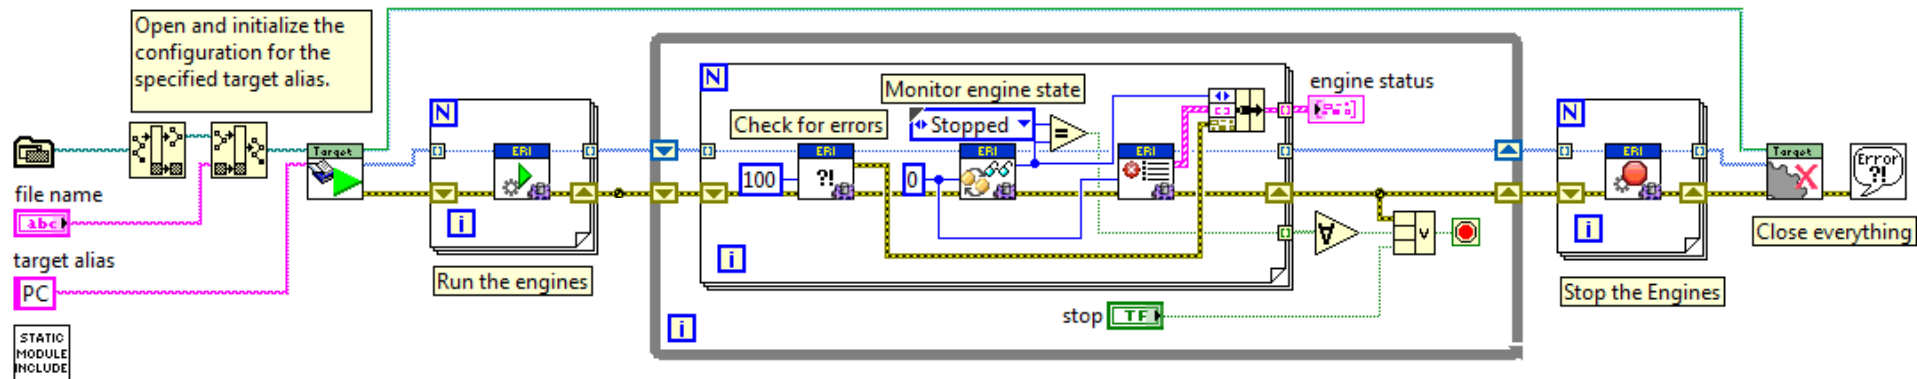 Open and initialize the
configuration for the
specified target alias.
file name
abc
target alias
PC
STATIC
MODULE
INCLUDE
Target
N
ERI
i
Run the engines
N
Check for errors
100
ERI
?!
Monitor engine state
Stopped
=
0
ERI
ERI
i
engine status
stop
TF
i
V
N
ERI
i
Stop the Engines
Target
Close everything
Error
?!